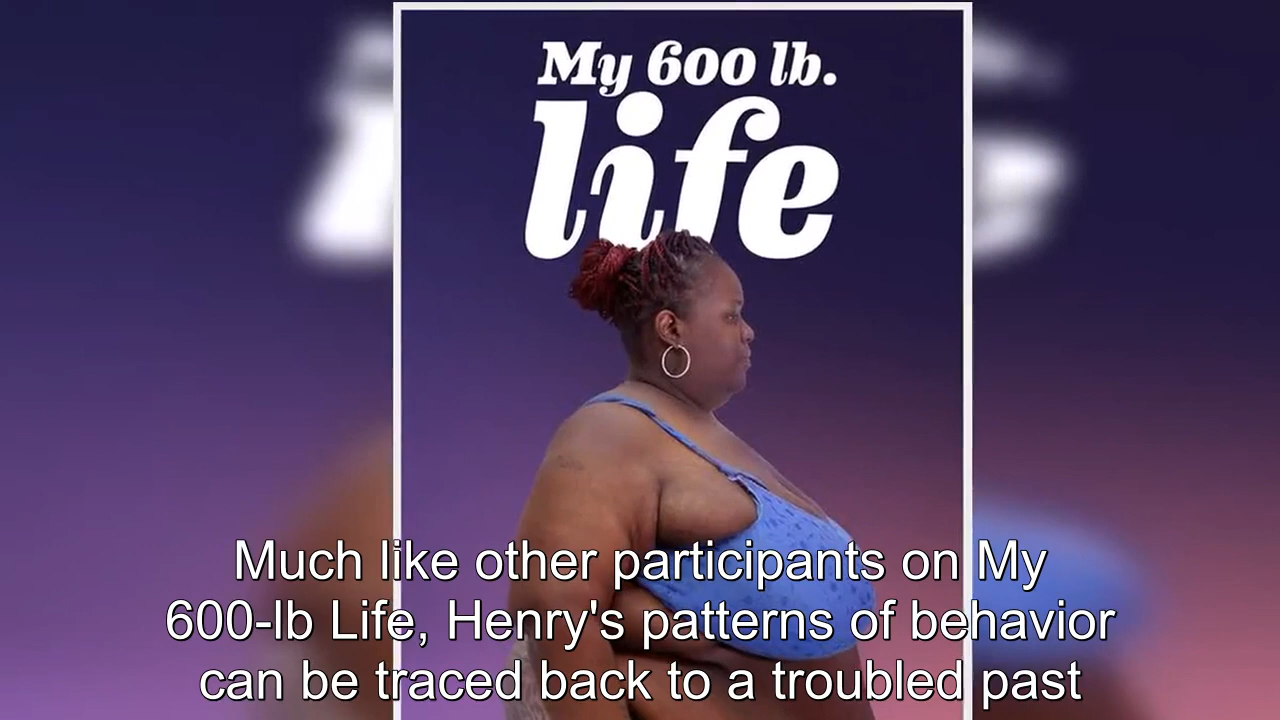 My 600 lb.
life
Much like other participants on My
600-lb Life, Henry's patterns of behavior
can be traced back to a troubled past